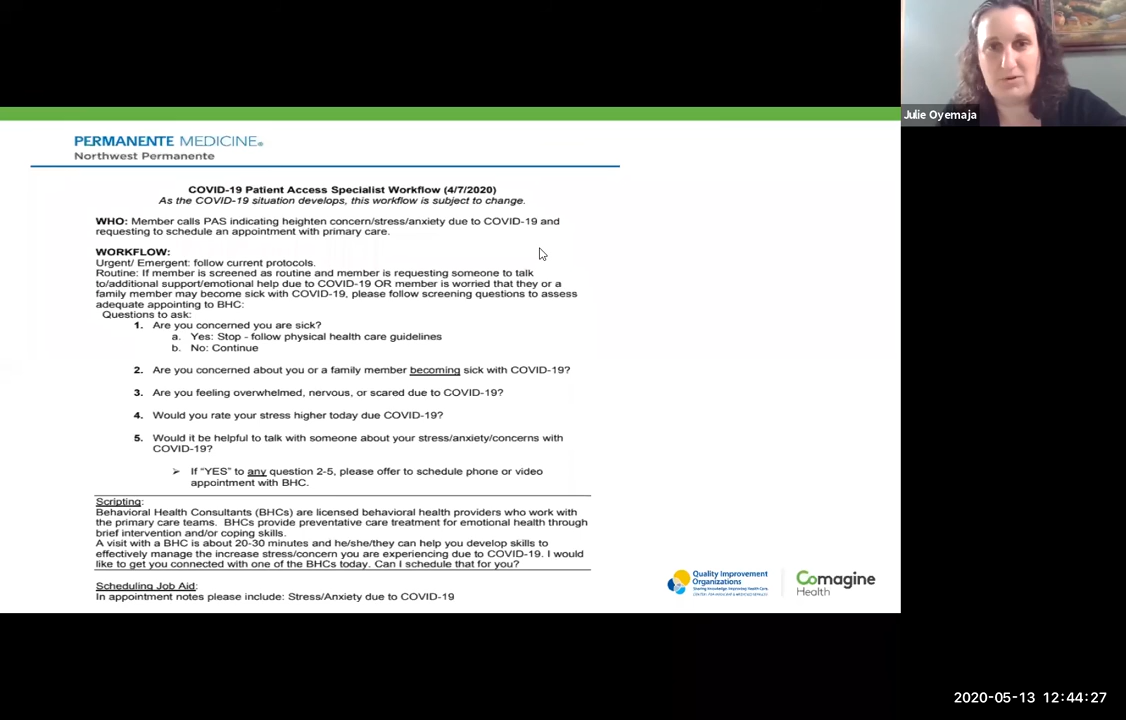 Julie Oyemaja
PERMANENTE MEDICINE®
Northwest Permanente
COVID-19 Patient Access Specialist Workflow (4/7/2020)
As the COVID-19 situation develops, this workflow is subject to change.
WHO: Member calls PAS indicating heighten concern/stress/anxiety due to COVID-19 and
requesting to schedule an appointment with primary care.
WORKFLOW:
Urgent/ Emergent: follow current protocols.
Routine: If member is screened as routine and member is requesting someone to talk
to/additional support/emotional help due to COVID-19 OR member is worried that they or a
family member may become sick with COVID-19, please follow screening questions to assess
adequate appointing to BHC:
Questions to ask:
1. Are you concerned you are sick?
a. Yes: Stop - follow physical health care guidelines
b. No: Continue
2. Are you concerned about you or a family member becoming sick with COVID-19?
3. Are you feeling overwhelmed, nervous, or scared due to COVID-19?
4. Would you rate your stress higher today due COVID-19?
5. Would it be helpful to talk with someone about your stress/anxiety/concerns with
COVID-19?
➢ If “YES” to any question 2-5, please offer to schedule phone or video
appointment with BHC.
Scripting:
Behavioral Health Consultants (BHCs) are licensed behavioral health providers who work with
the primary care teams. BHCs provide preventative care treatment for emotional health through
brief intervention and/or coping skills.
A visit with a BHC is about 20-30 minutes and he/she/they can help you develop skills to
effectively manage the increase stress/concern you are experiencing due to COVID-19. I would
like to get you connected with one of the BHCs today. Can I schedule that for you?
Scheduling Job Aid:
In appointment notes please include: Stress/Anxiety due to COVID-19
Quality Improvement
Organizations
Comagine
Health
2020-05-13 12:44:27